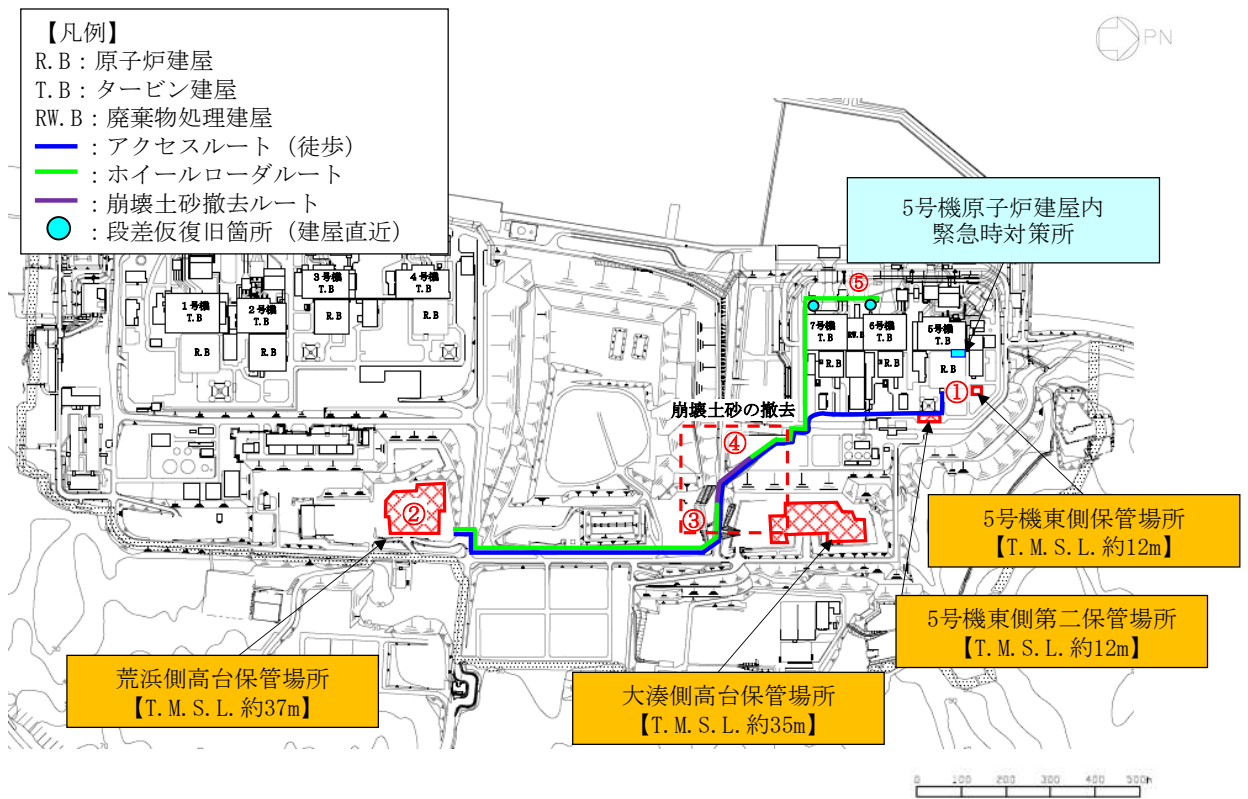 【凡例】
R.B：原子炉建屋
T.B：タービン建屋
RW.B：廃棄物処理建屋
：アクセスルート（徒歩）
：ホイールローダルート
：崩壊土砂撤去ルート
：段差仮復旧箇所（建屋直近）
PN
5号機原子炉建屋内
緊急時対策所
1号機
T.B
R.B
2号機
T.B
R.B
3号機
T.B
R.B
4号機
T.B
R.B
⑤
7号機
T.B
RW.B
6号機
T.B
5号機
T.B
R.B
R.B
R.B
①
崩壊土砂の撤去
④
②
③
5号機東側保管場所
【T.M.S.L.約12m】
5号機東側第二保管場所
【T.M.S.L.約12m】
荒浜側高台保管場所
【T.M.S.L.約37m】
大湊側高台保管場所
【T.M.S.L.約35m】
0 100 200 300 400 500m